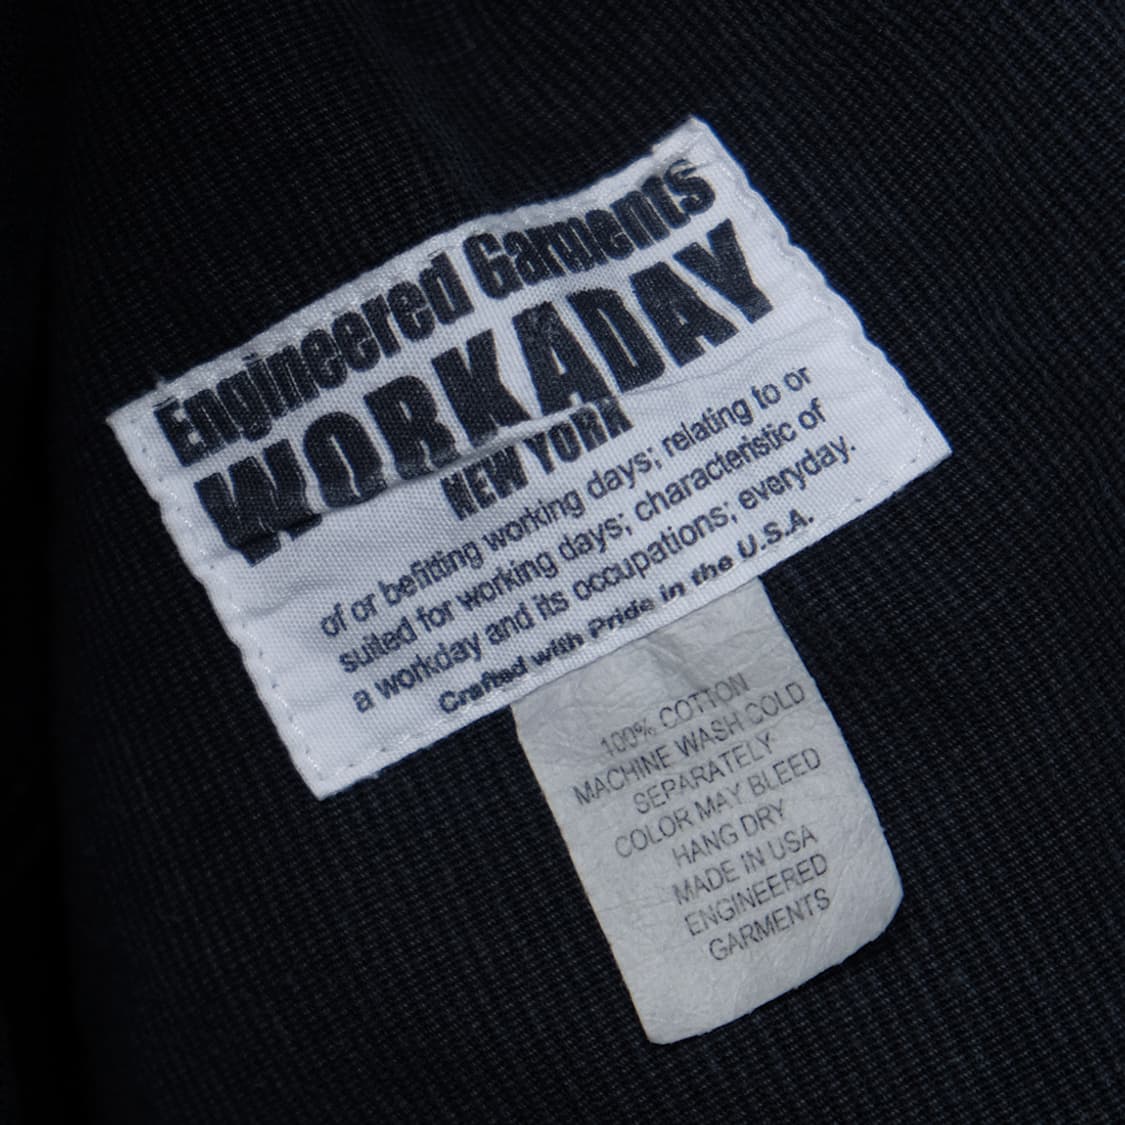 Engineered Garments
WORKADAY
NEW YORK
of or befitting working days; relating to or
suited for working days; characteristic of
a workday and its occupations; everyday.
Crafted with Pride in the U.S.A.
100% COTTON
MACHINE WASH COLD
SEPARATELY
COLOR MAY BLEED
HANG DRY
MADE IN USA
ENGINEERED
GARMENTS